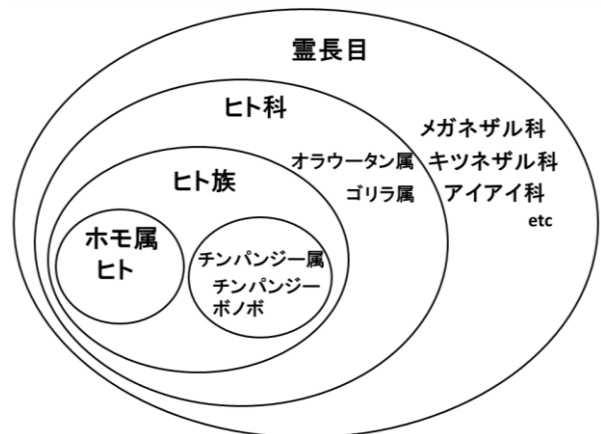 霊長目
ヒト科
メガネザル科
オラウータン属
キツネザル科
ヒト族
ゴリラ属
アイアイ科
etc
ホモ属
ヒト
チンパンジー属
チンパンジー
ボノボ